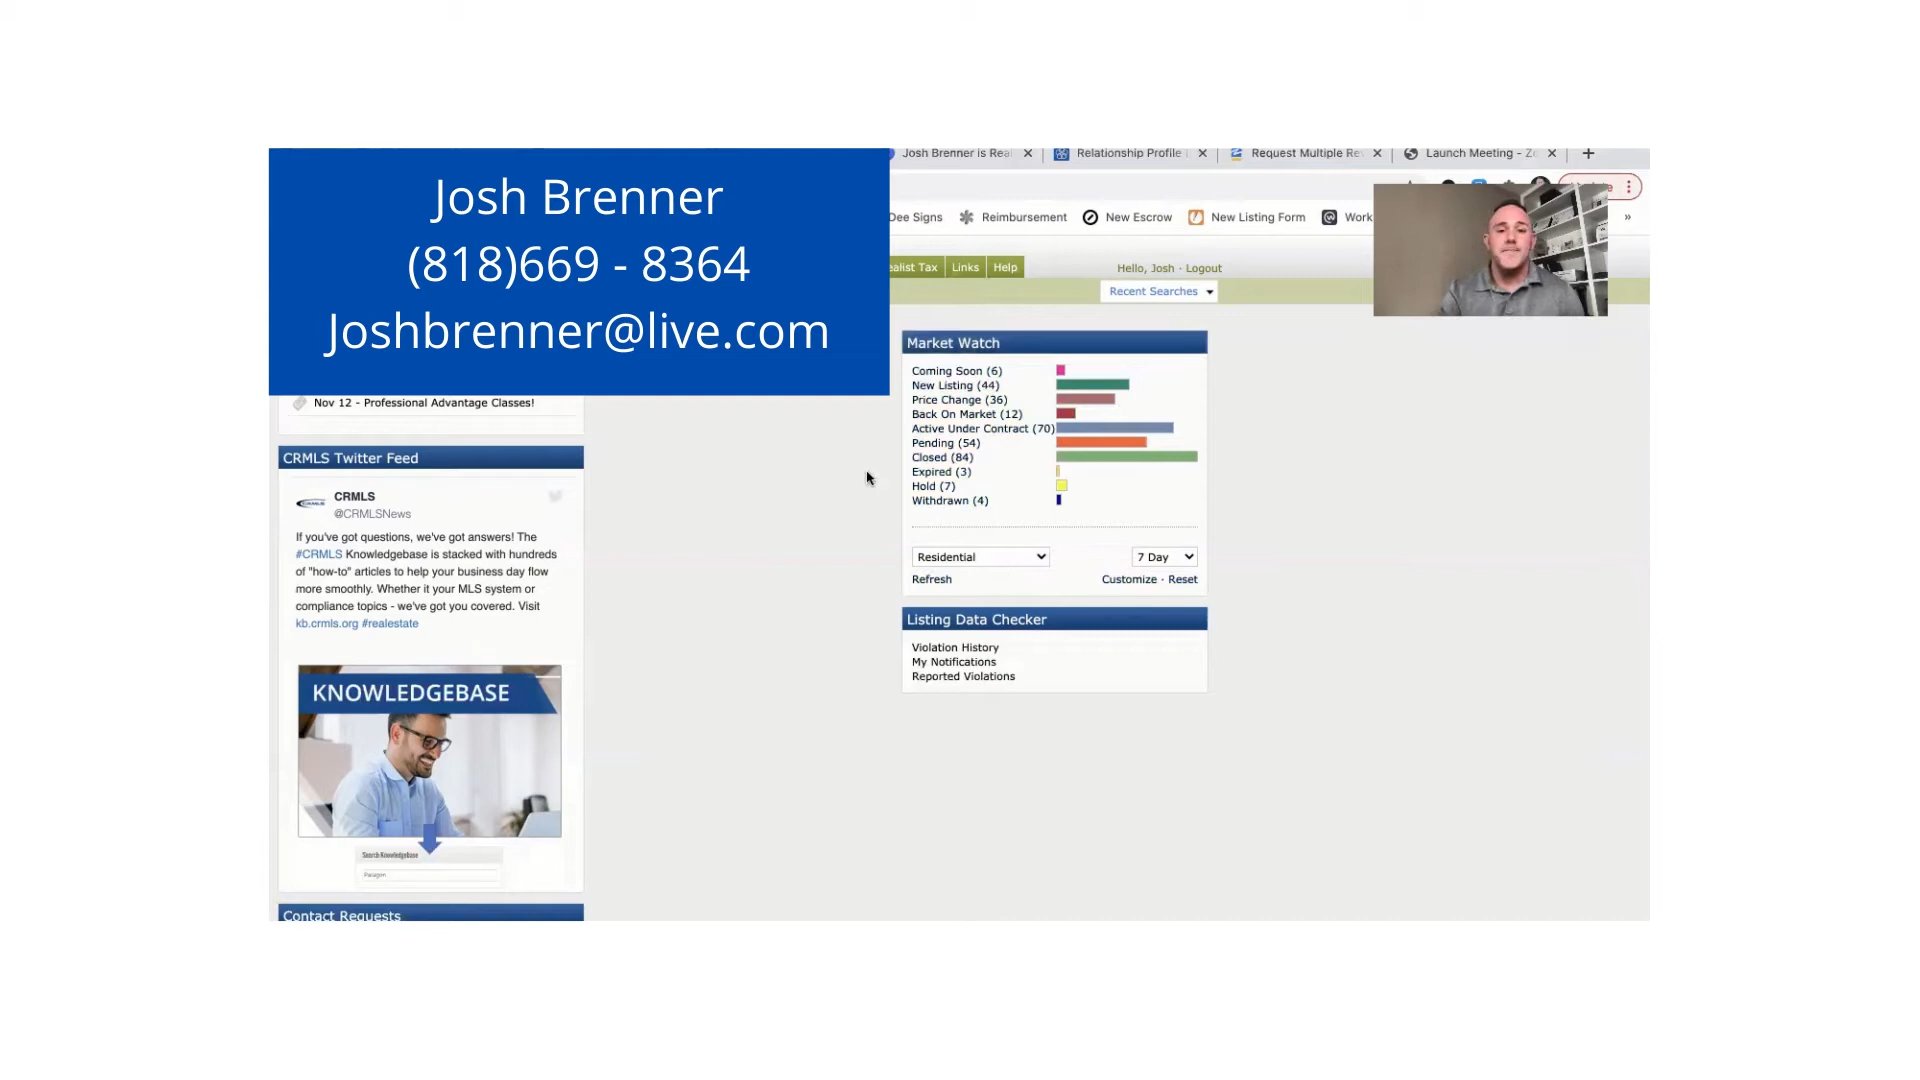 Josh Brenner
(818)669 - 8364
Joshbrenner@live.com
Josh Brenner is Rea
Relationship Profile
Request Multiple Re
Launch Meeting - Z
Dee Signs
Reimbursement
New Escrow
New Listing Form
Work
»
ealist Tax
Links
Help
Hello, Josh · Logout
Recent Searches
Nov 12 - Professional Advantage Classes!
CRMLS Twitter Feed
CRMLS
@CRMLSNews
If you've got questions, we've got answers! The
#CRMLS Knowledgebase is stacked with hundreds
of "how-to" articles to help your business day flow
more smoothly. Whether it your MLS system or
compliance topics - we've got you covered. Visit
kb.crmls.org #realestate
KNOWLEDGEBASE
Search Knowledgebase
Paragon
Contact Requests
Market Watch
Coming Soon (6)
New Listing (44)
Price Change (36)
Back On Market (12)
Active Under Contract (70)
Pending (54)
Closed (84)
Expired (3)
Hold (7)
Withdrawn (4)
Residential
7 Day
Refresh
Customize · Reset
Listing Data Checker
Violation History
My Notifications
Reported Violations